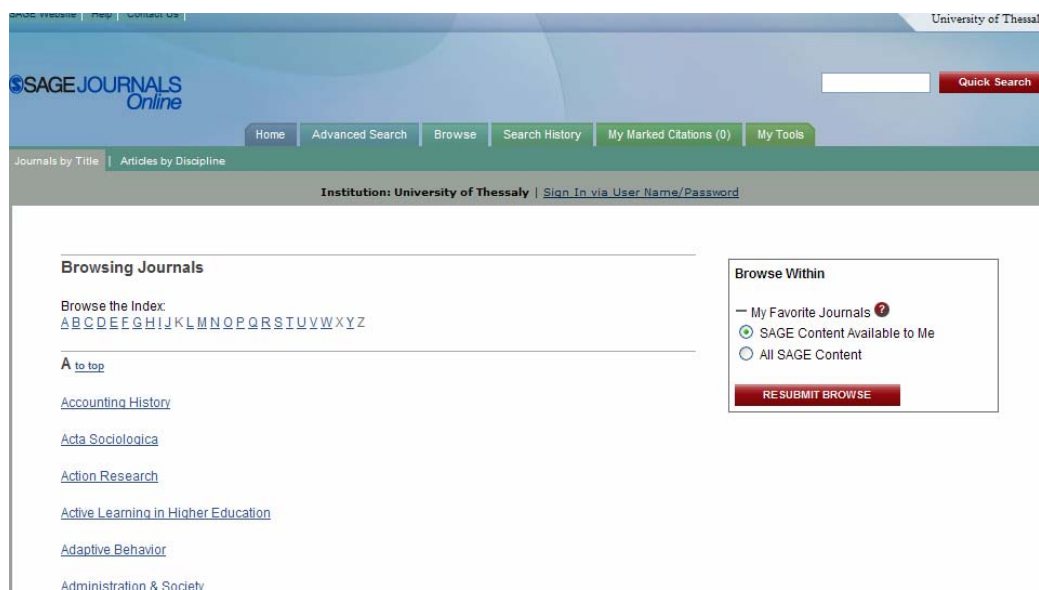 SAGE Website | Help | Contact Us |
University of Thessal
SSAGE JOURNALS
Online
Quick Search
Home Advanced Search Browse Search History My Marked Citations (0) My Tools
Journals by Title | Articles by Discipline
Institution: University of Thessaly | Sign In via User Name/Password
Browsing Journals
Browse the Index:
A B C D E F G H I J K L M N O P Q R S T U V W X Y Z
A to top
Accounting History
Acta Sociologica
Action Research
Active Learning in Higher Education
Adaptive Behavior
Administration & Society
Browse Within
— My Favorite Journals ?
SAGE Content Available to Me
All SAGE Content
RESUBMIT BROWSE